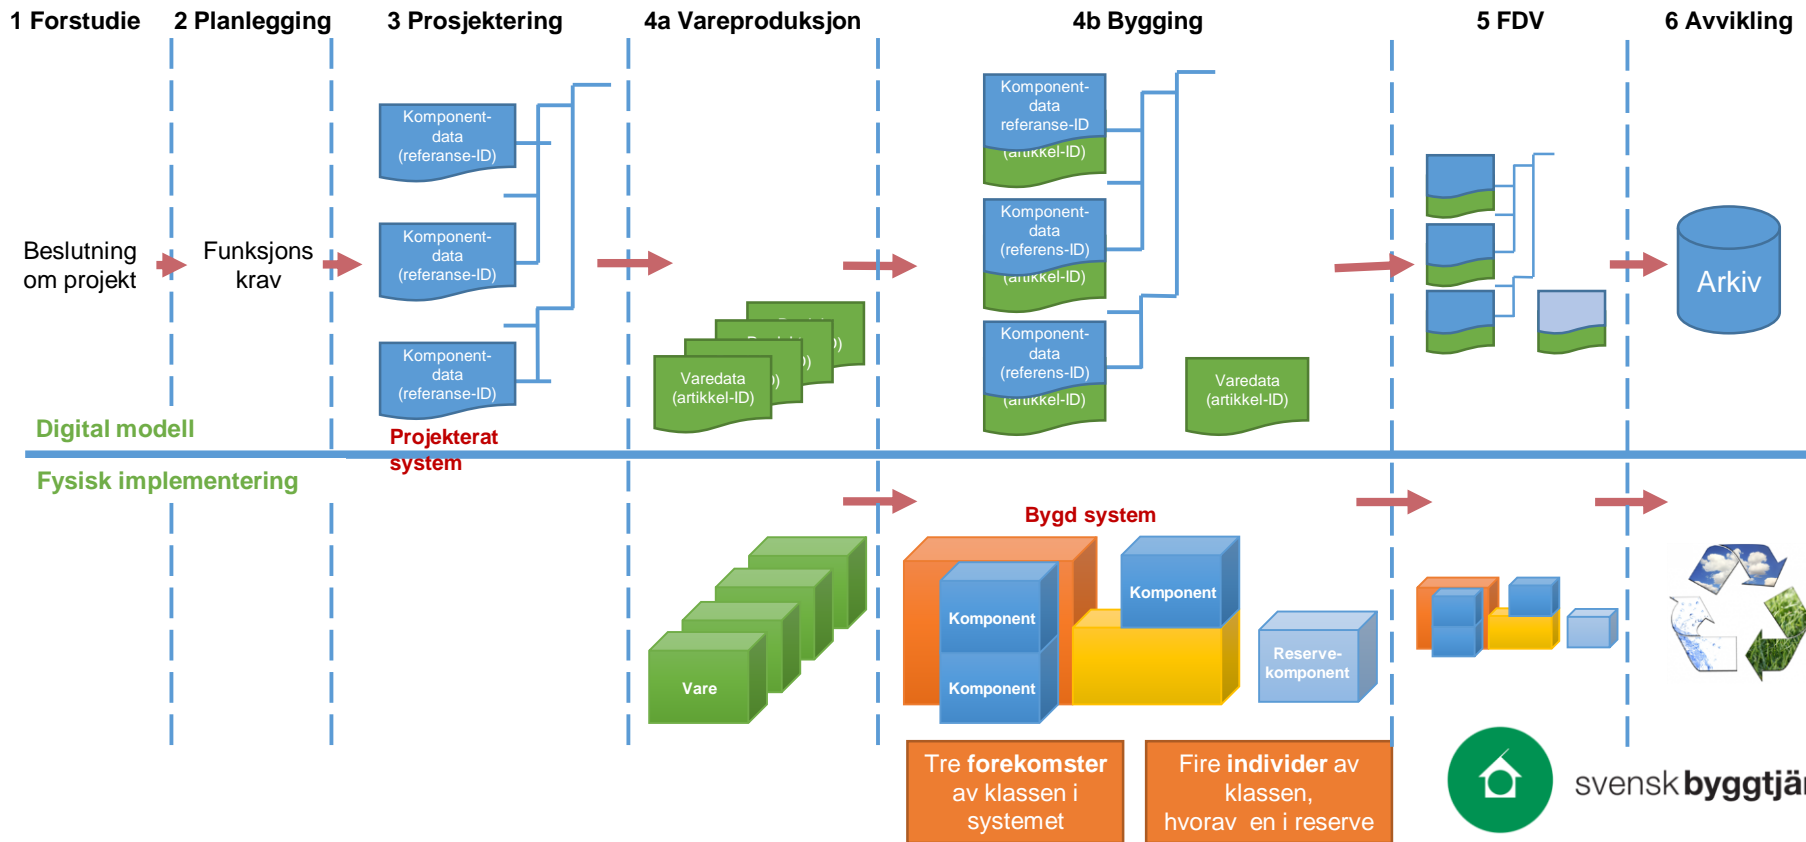 1 Forstudie
2 Planlegging
3 Prosjektering
4a Vareproduksjon
4b Bygging
5 FDV
6 Avvikling
Beslutning
om projekt
Funksjons
krav
Komponent-
data
(referanse-ID)
Komponent-
data
(referanse-ID)
Komponent-
data
(referanse-ID)
Varedata
(artikkel-ID)
Komponent-
data
referanse-ID
(artikkel-ID)
Komponent-
data
(referens-ID)
(artikkel-ID)
Komponent-
data
(referens-ID)
(artikkel-ID)
Varedata
(artikkel-ID)
Arkiv
Digital modell
Projekterat
system
Fysisk implementering
Vare
Bygd system
Komponent
Komponent
Komponent
Reserve-
komponent
Tre forekomster
av klassen i
systemet
Fire individer av
klassen,
hvorav en i reserve
svensk byggtjän